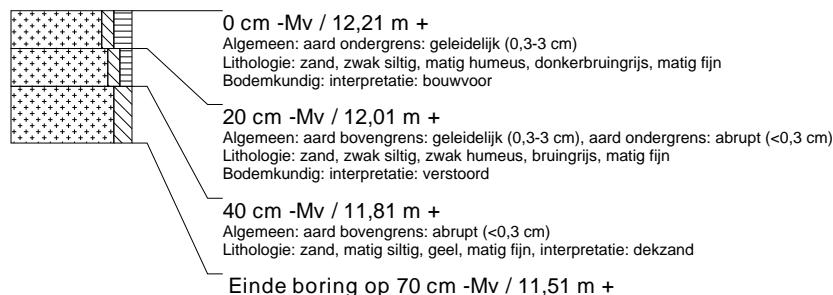 0 cm -Mv / 12,21 m +
Algemeen: aard ondergrens: geleidelijk (0,3-3 cm)
Lithologie: zand, zwak siltig, matig humeus, donkerbruingrijs, matig fijn
Bodemkundig: interpretatie: bouwvoor
20 cm -Mv / 12,01 m +
Algemeen: aard bovengrens: geleidelijk (0,3-3 cm), aard ondergrens: abrupt (<0,3 cm)
Lithologie: zand, zwak siltig, zwak humeus, bruingrijs, matig fijn
Bodemkundig: interpretatie: verstoord
40 cm -Mv / 11,81 m +
Algemeen: aard bovengrens: abrupt (<0,3 cm)
Lithologie: zand, matig siltig, geel, matig fijn, interpretatie: dekzand
Einde boring op 70 cm -Mv / 11,51 m +